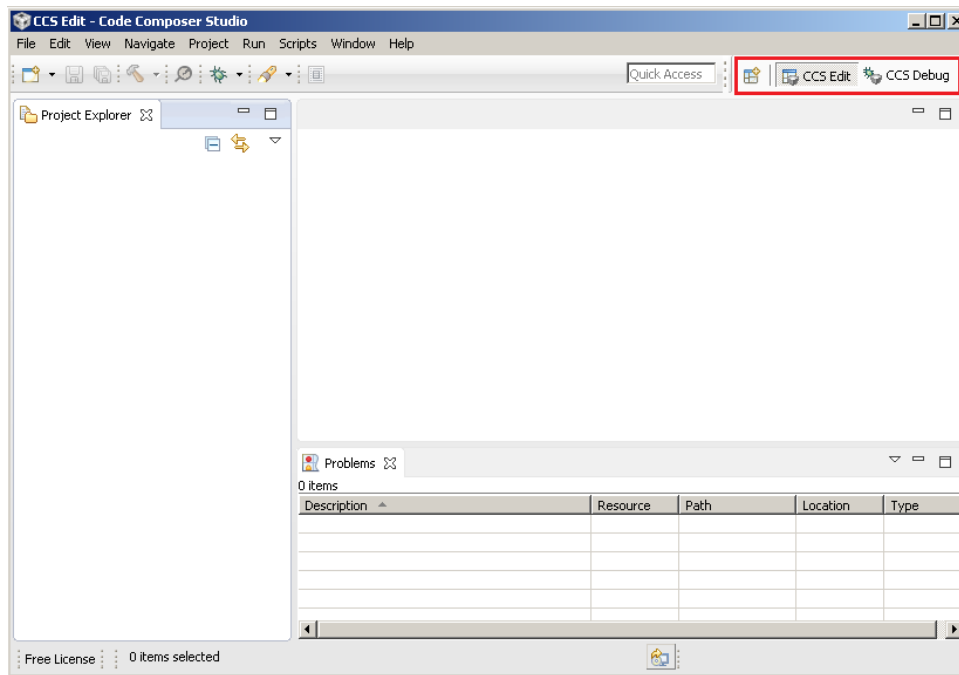 CCS Edit - Code Composer Studio
File Edit View Navigate Project Run Scripts Window Help
Quick Access CCS Edit CCS Debug
Project Explorer
Problems
0 items
Description Resource Path Location Type
Free License 0 items selected